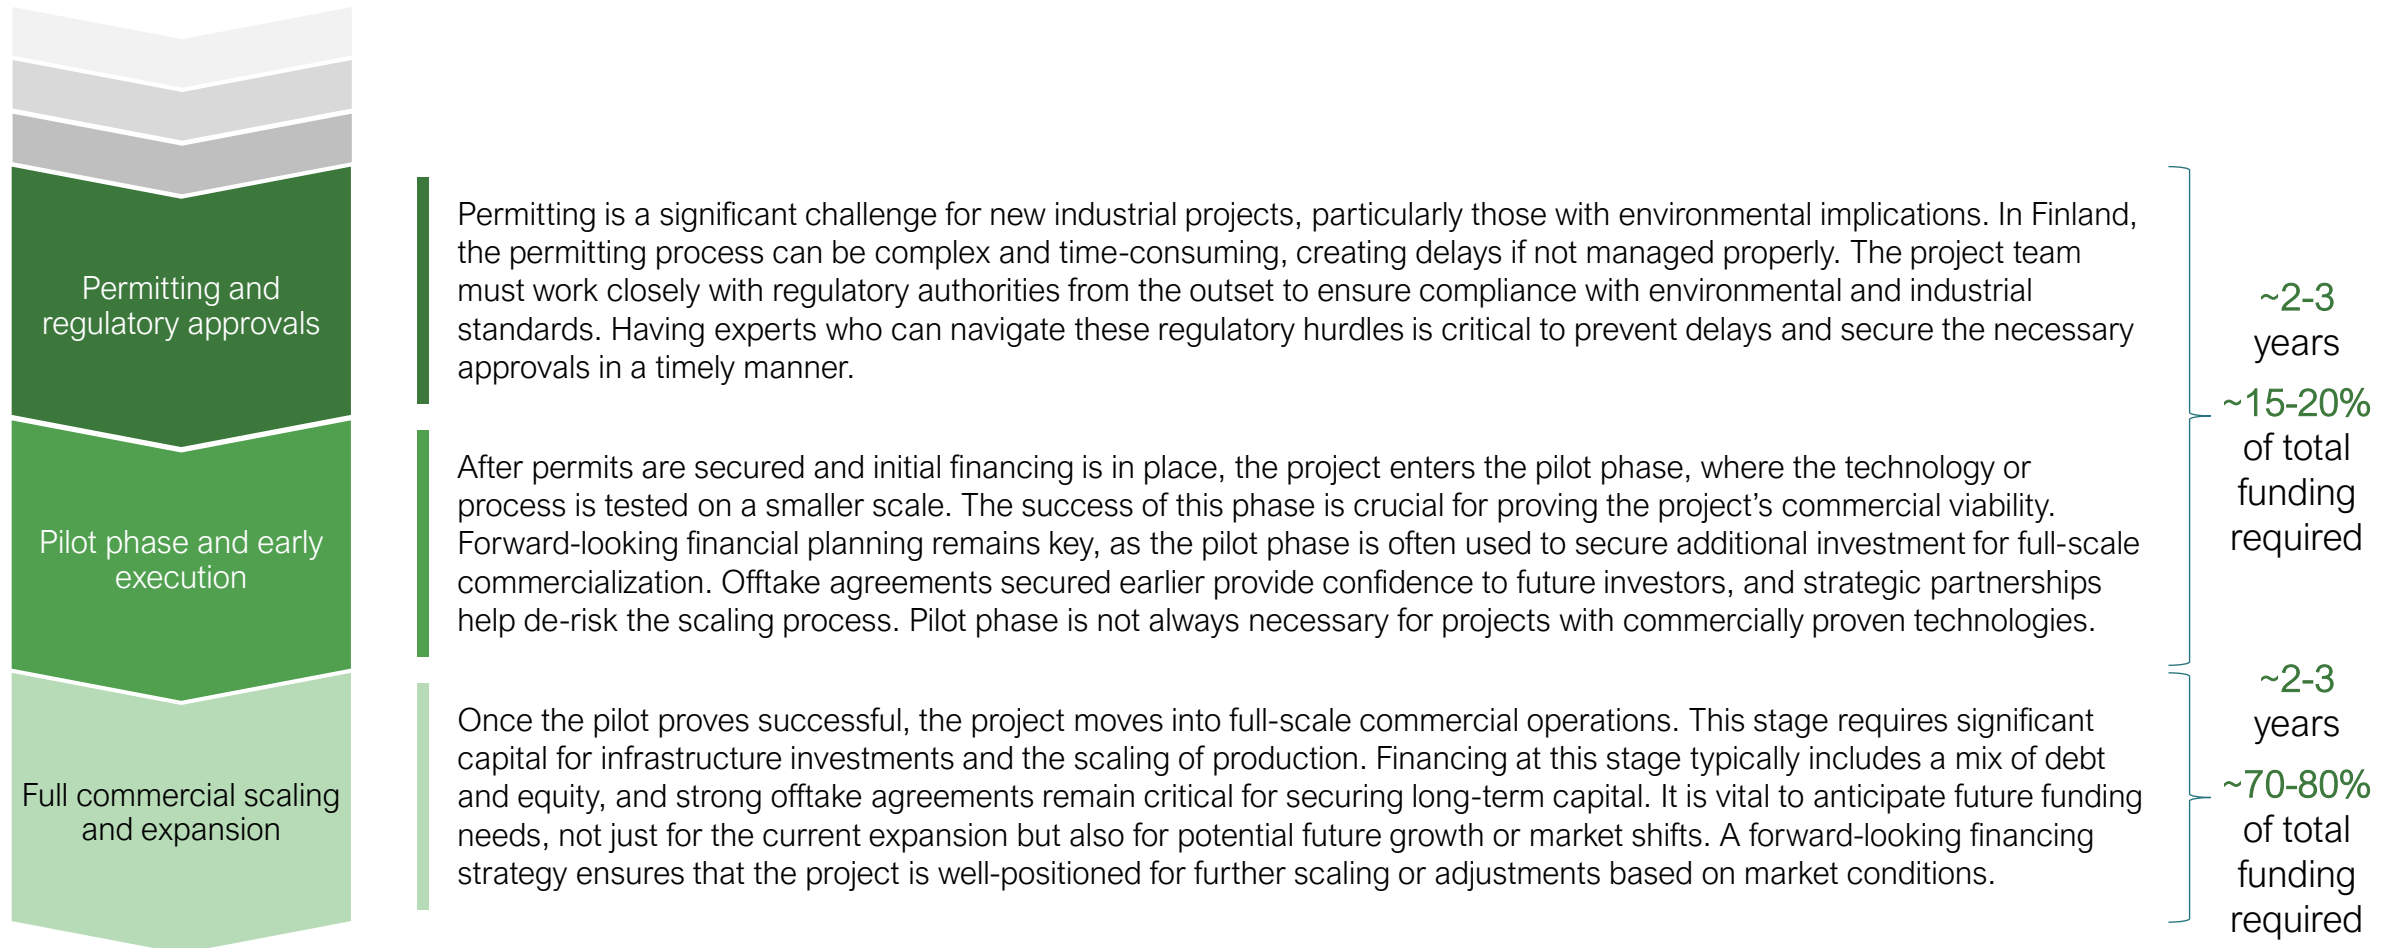 Permitting and
regulatory approvals
Permitting is a significant challenge for new industrial projects, particularly those with environmental implications. In Finland,
the permitting process can be complex and time-consuming, creating delays if not managed properly. The project team
must work closely with regulatory authorities from the outset to ensure compliance with environmental and industrial
standards. Having experts who can navigate these regulatory hurdles is critical to prevent delays and secure the necessary
approvals in a timely manner.
Pilot phase and early
execution
After permits are secured and initial financing is in place, the project enters the pilot phase, where the technology or
process is tested on a smaller scale. The success of this phase is crucial for proving the project’s commercial viability.
Forward-looking financial planning remains key, as the pilot phase is often used to secure additional investment for full-scale
commercialization. Offtake agreements secured earlier provide confidence to future investors, and strategic partnerships
help de-risk the scaling process. Pilot phase is not always necessary for projects with commercially proven technologies.
~2-3
years
~15-20%
of total
funding
required
Full commercial scaling
and expansion
Once the pilot proves successful, the project moves into full-scale commercial operations. This stage requires significant
capital for infrastructure investments and the scaling of production. Financing at this stage typically includes a mix of debt
and equity, and strong offtake agreements remain critical for securing long-term capital. It is vital to anticipate future funding
needs, not just for the current expansion but also for potential future growth or market shifts. A forward-looking financing
strategy ensures that the project is well-positioned for further scaling or adjustments based on market conditions.
~2-3
years
~70-80%
of total
funding
required